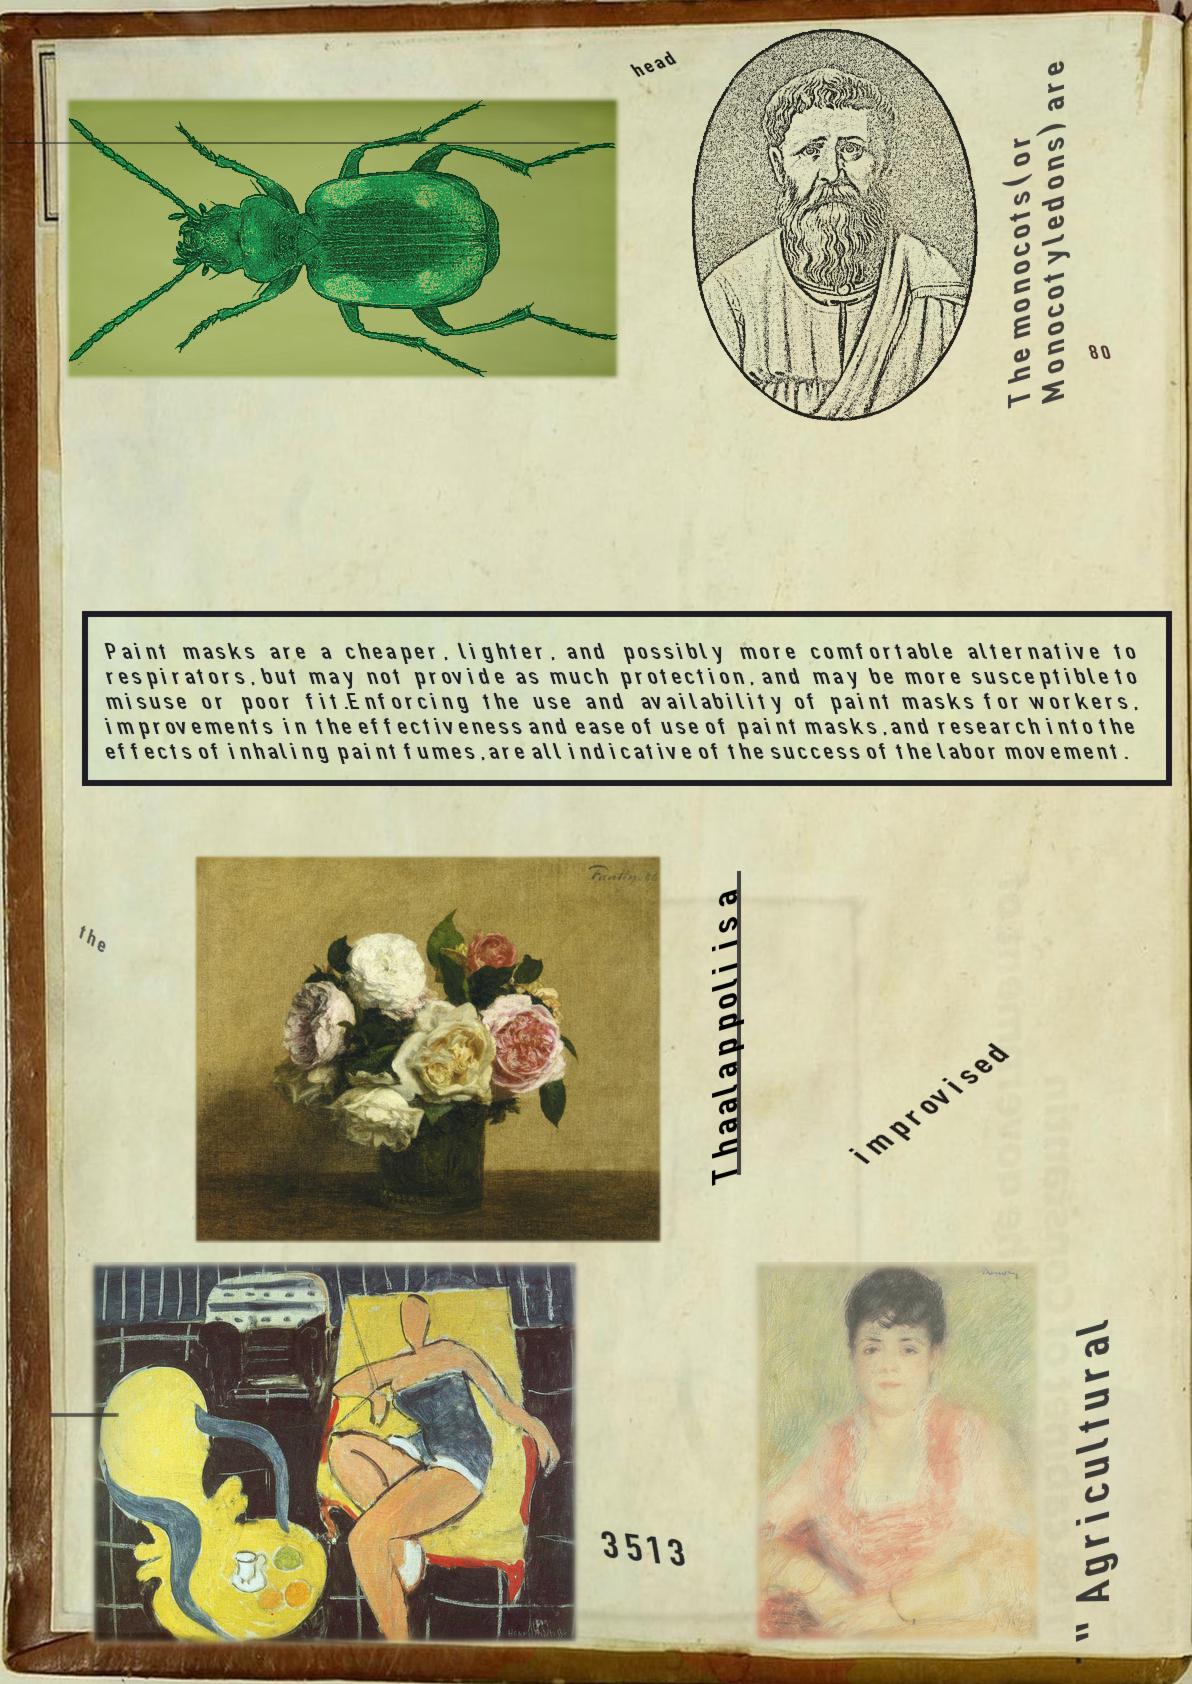 head
The monocots (or
Monocotyledons) are
80
Paint masks are a cheaper, lighter, and possibly more comfortable alternative to
respirators, but may not provide as much protection, and may be more susceptible to
misuse or poor fit.Enforcing the use and availability of paint masks for workers,
improvements in the effectiveness and ease of use of paint masks, and research into the
effects of inhaling paint fumes, are all indicative of the success of the labor movement.
Fantin. 86
the
Thaalappoli is a
improvised
3513
" Agricultural